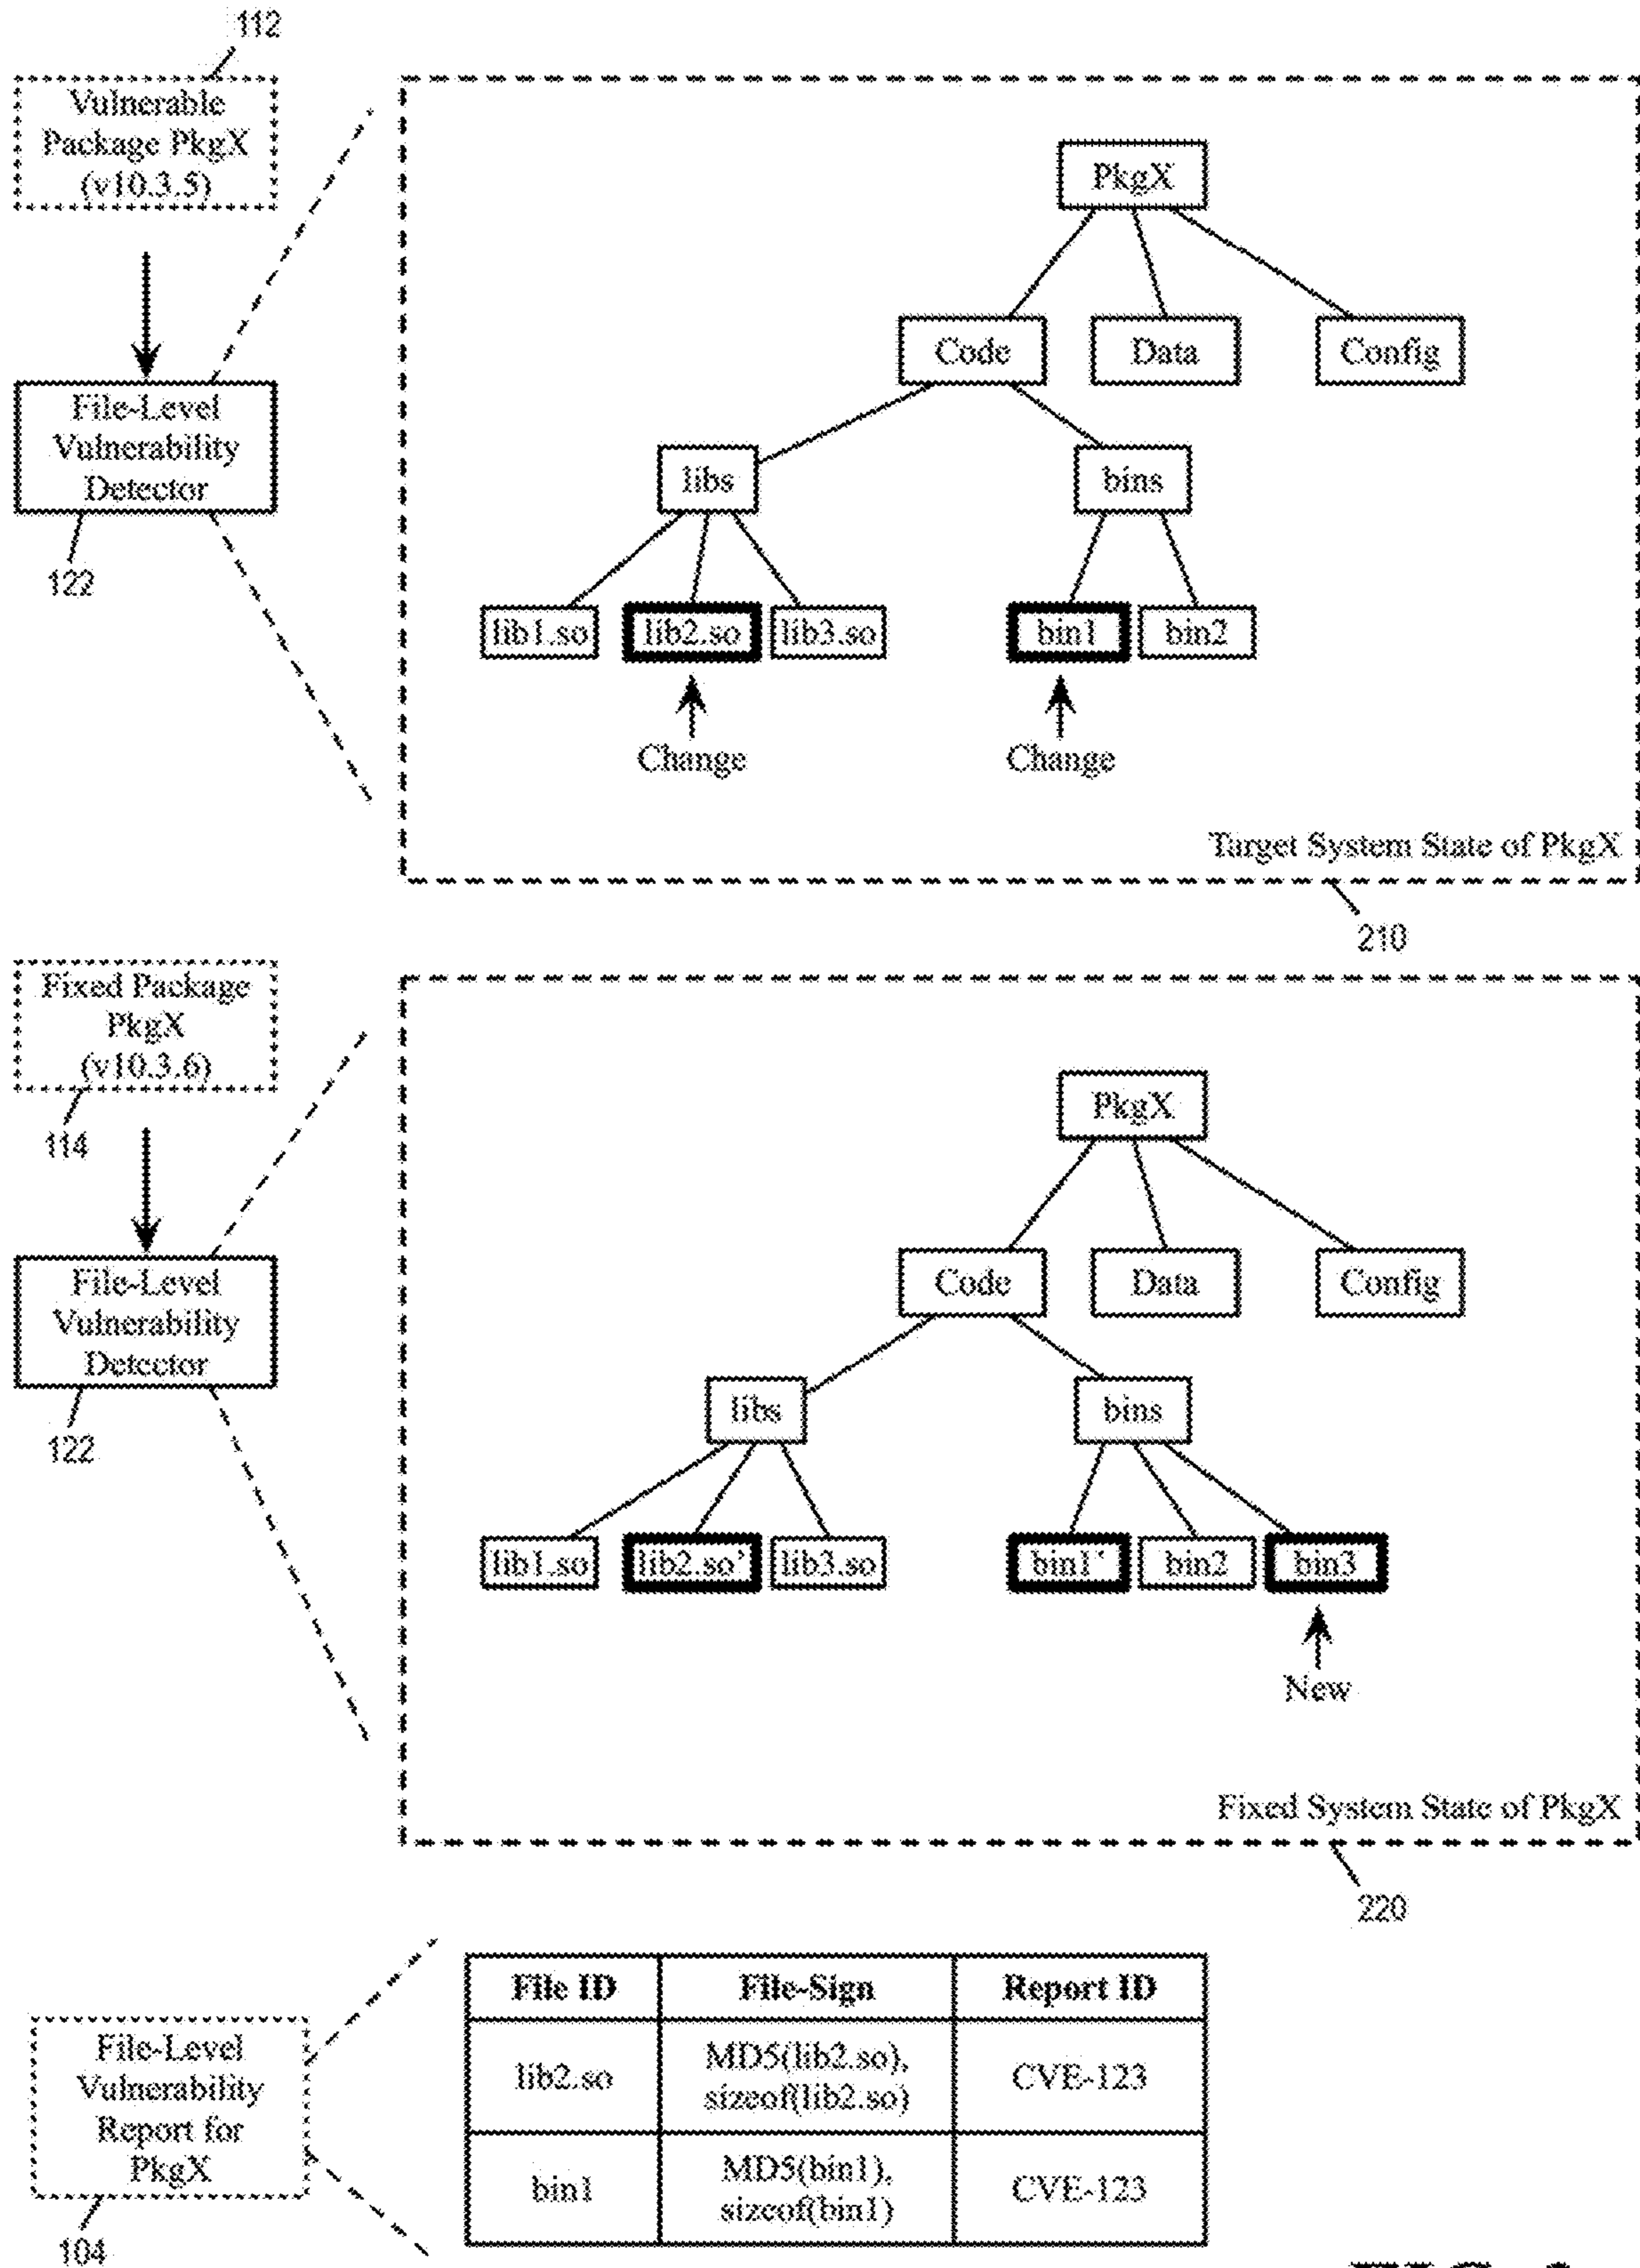 112
Vulnerable
Package PkgX
(v10.3.5)
File-Level
Vulnerability
Detector
122
PkgX
Code
Data
Config
libs
bins
lib1.so
lib2.so
lib3.so
bin1
bin2
Change
Change
Target System State of PkgX
210
Fixed Package
PkgX
(v10.3.6)
114
File-Level
Vulnerability
Detector
122
PkgX
Code
Data
Config
libs
bins
lib1.so
lib2.so’
lib3.so
bin1’
bin2
bin3
New
Fixed System State of PkgX
220
File-Level
Vulnerability
Report for
PkgX
104
File ID File-Sign Report ID
lib2.so
MD5(lib2.so),
sizeof(lib2.so)
CVE-123
bin1
MD5(bin1),
sizeof(bin1)
CVE-123